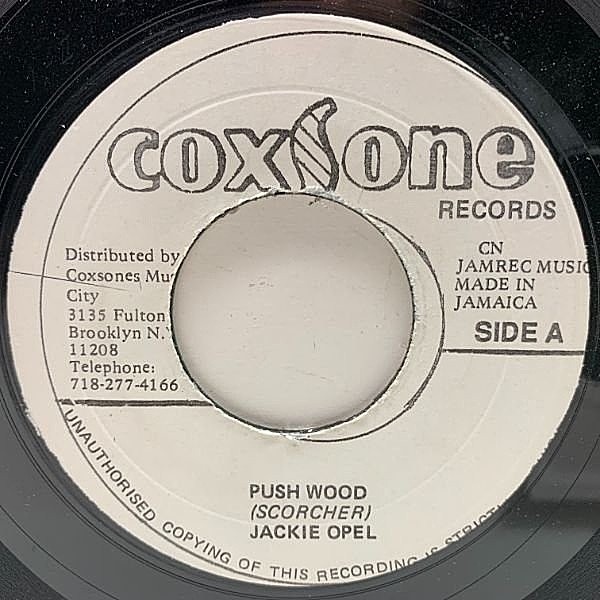 coxsone
RECORDS
Distributed by
Coxsones Mu
City
3135 Fulton
Brooklyn N.Y
11208
Telephone:
718-277-4166
CN
JAMREC MUSIC
MADE IN
JAMAICA
SIDE A
PUSH WOOD
(SCORCHER)
JACKIE OPEL
UNAUTHORISED COPYING OF THIS RECORDING IS STRICT